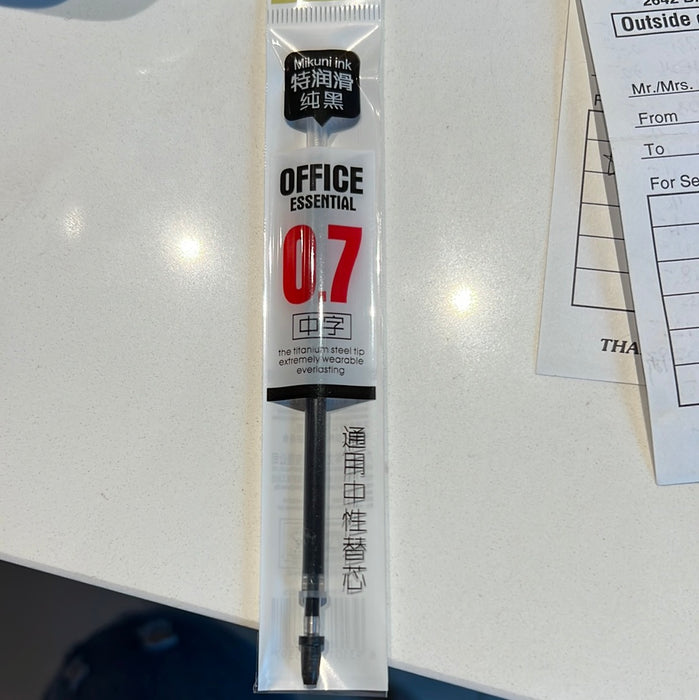 Mikuni ink
特润滑
纯黑
OFFICE
ESSENTIAL
0.7
中字
the titanium steel tip
extremely wearable
everlasting
通用中性替芯
Outside
Mr./Mrs.
From
To
For Se
THA